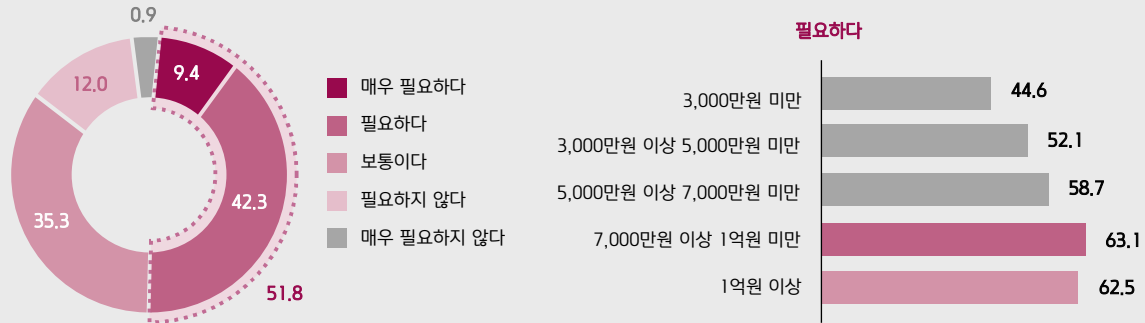 0.9
9.4
12.0
42.3
35.3
51.8
매우 필요하다
필요하다
보통이다
필요하지 않다
매우 필요하지 않다
필요하다
3,000만원 미만 44.6
3,000만원 이상 5,000만원 미만 52.1
5,000만원 이상 7,000만원 미만 58.7
7,000만원 이상 1억원 미만 63.1
1억원 이상 62.5